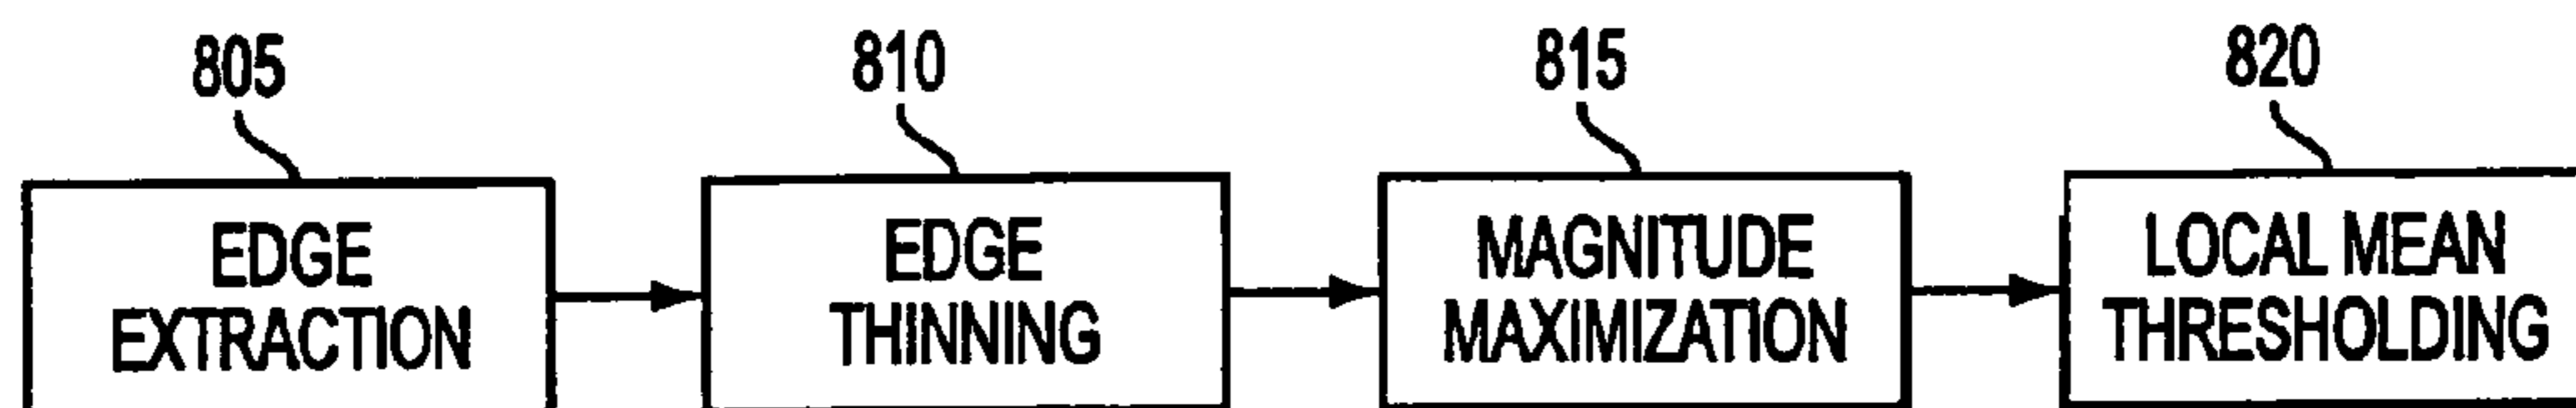 805
810
815
820
EDGE
EXTRACTION
EDGE
THINNING
MAGNITUDE
MAXIMIZATION
LOCAL MEAN
THRESHOLDING